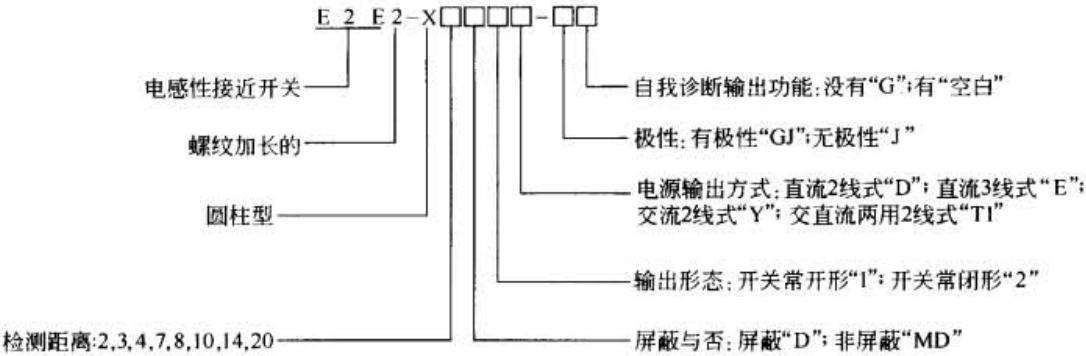 E 2 E 2-X□□□□-□□
电感性接近开关
自我诊断输出功能:没有“G”;有“空白”
螺纹加长的
极性:有极性“GJ”;无极性“J”
圆柱型
电源输出方式:直流2线式“D”;直流3线式“E”;
交流2线式“Y”;交直流两用2线式“T1”
输出形态:开关常开形“1”;开关常闭形“2”
检测距离:2,3,4,7,8,10,14,20
屏蔽与否:屏蔽“D”;非屏蔽“MD”